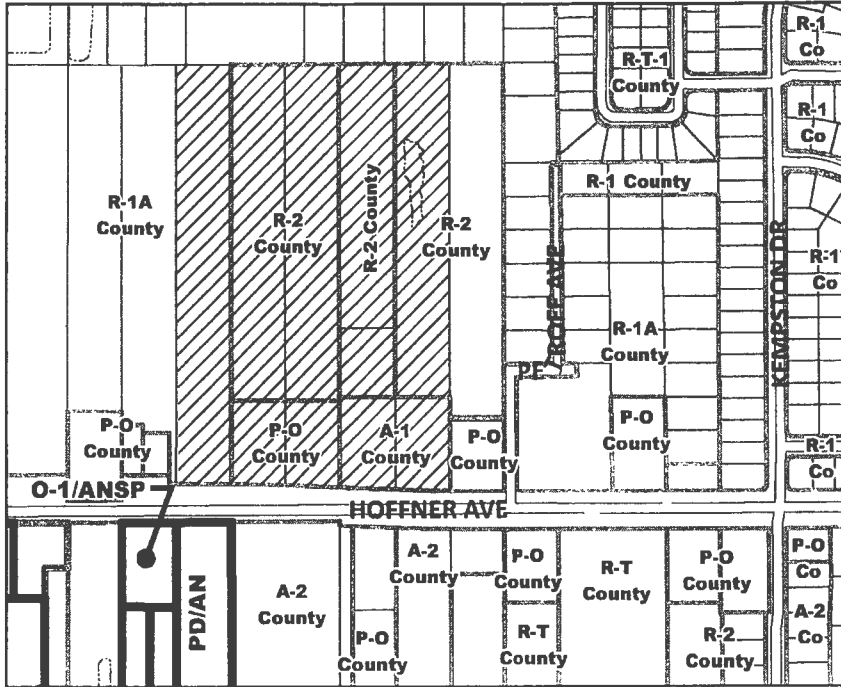 R-1
Co
R-T-1
County
R-1
Co
R-1 County
R-1A
County
R-2
County
R-2 County
R-2
County
R-1
Co
ROFF AVE
KEMPSTON DR
R-1A
County
P-O
County
P-O
County
A-1
County
P-O
County
P-O
County
R-1
Co
O-1/ANSP
HOFFNER AVE
PD/AN
A-2
County
A-2
County
P-O
County
R-T
County
P-O
County
P-O
Co
P-O
County
R-T
County
R-2
County
A-2
Co